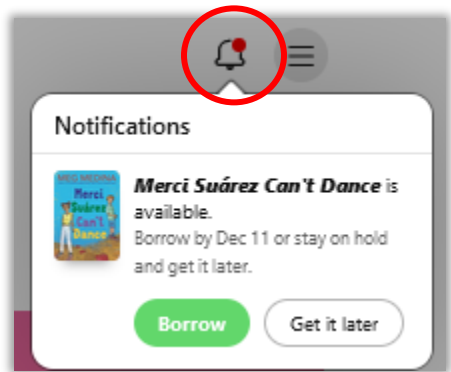 Notifications
MEG MEDINA
Merci
Suárez
Can't
Dance
Merci Suárez Can't Dance is
available.
Borrow by Dec 11 or stay on hold
and get it later.
Borrow
Get it later